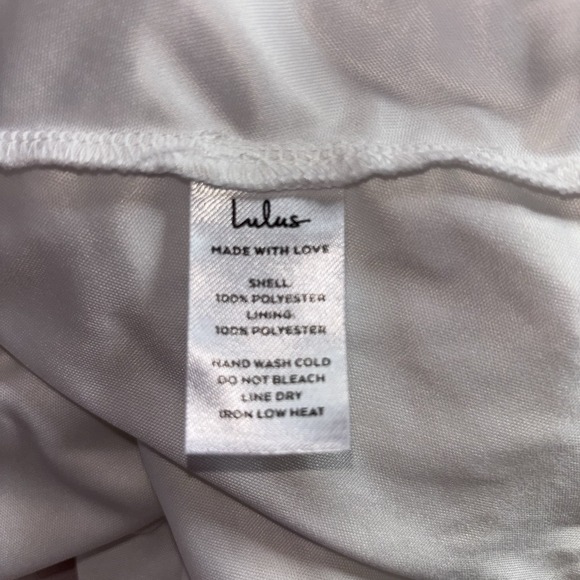 Lulus
MADE WITH LOVE
SHELL:
100% POLYESTER
LINING:
100% POLYESTER
HAND WASH COLD
DO NOT BLEACH
LINE DRY
IRON LOW HEAT